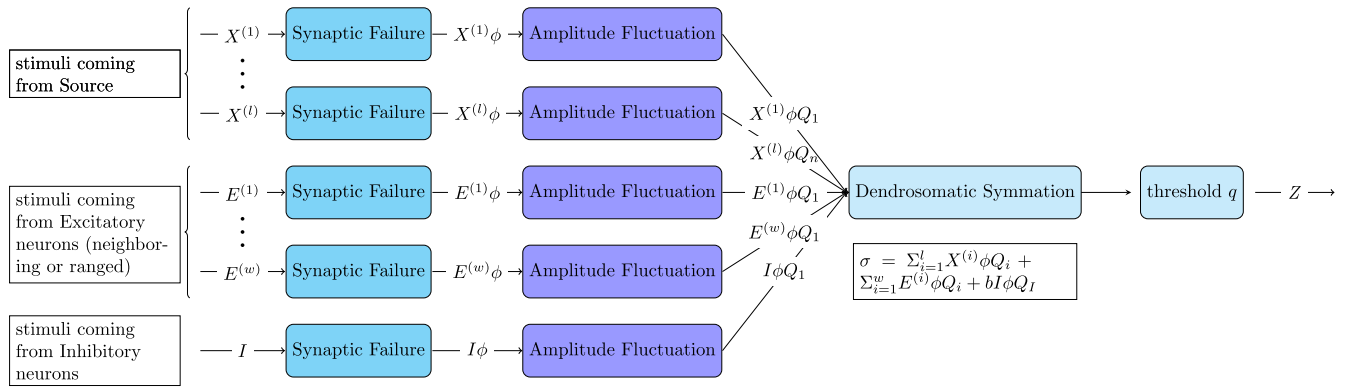 stimuli coming
from Source
X^{(1)}
Synaptic Failure
X^{(1)}ϕ
Amplitude Fluctuation
X^{(1)}ϕQ_1
X^{(l)}
Synaptic Failure
X^{(l)}ϕ
Amplitude Fluctuation
X^{(l)}ϕQ_n
stimuli coming
from Excitatory
neurons (neighbor-
ing or ranged)
E^{(1)}
Synaptic Failure
E^{(1)}ϕ
Amplitude Fluctuation
E^{(1)}ϕQ_1
E^{(w)}
Synaptic Failure
E^{(w)}ϕ
Amplitude Fluctuation
E^{(w)}ϕQ_1
stimuli coming
from Inhibitory
neurons
I
Synaptic Failure
Iϕ
Amplitude Fluctuation
IϕQ_1
Dendrosomatic Symmation
threshold q
Z
σ = Σ_{i=1}^{l} X^{(i)}ϕQ_i +
Σ_{i=1}^{w} E^{(i)}ϕQ_i + bIϕQ_I